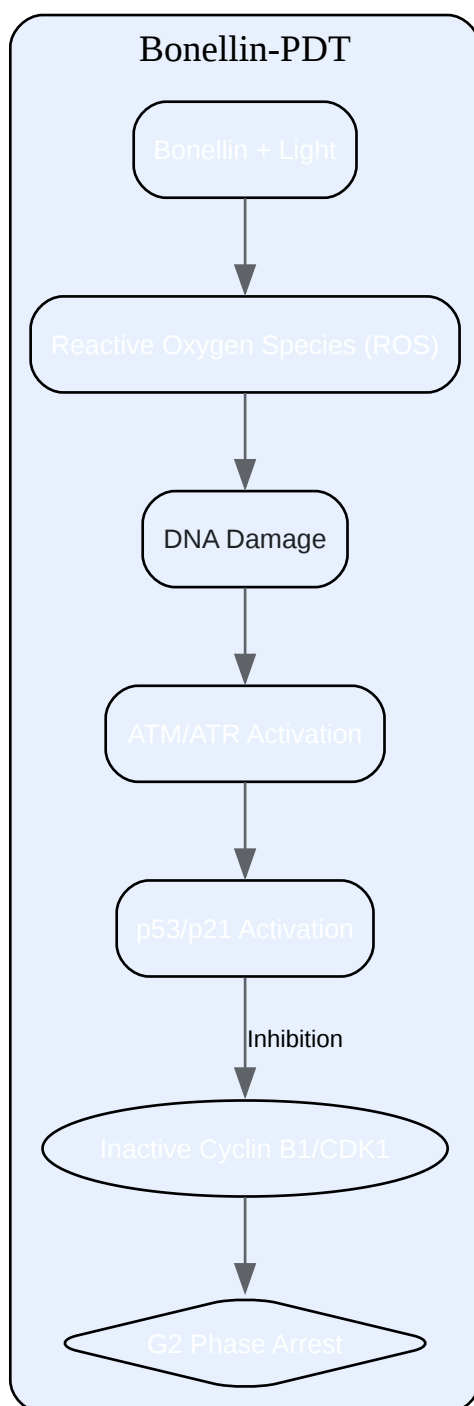 Bonellin-PDT
Bonellin + Light
Reactive Oxygen Species (ROS)
DNA Damage
ATM/ATR Activation
p53/p21 Activation
Inhibition
Inactive Cyclin B1/CDK1
G2 Phase Arrest